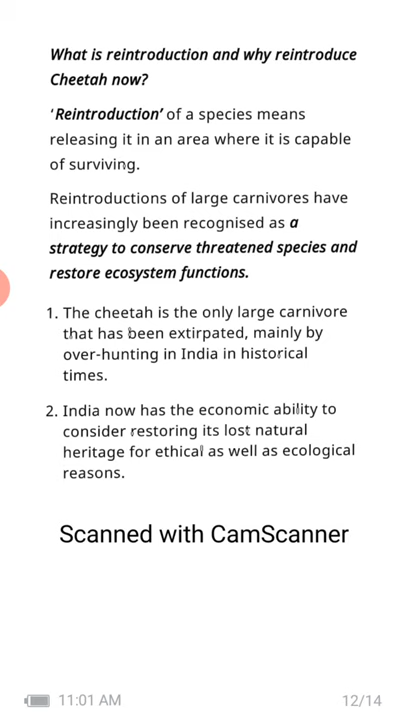 What is reintroduction and why reintroduce
Cheetah now?
‘Reintroduction’ of a species means
releasing it in an area where it is capable
of surviving.
Reintroductions of large carnivores have
increasingly been recognised as a
strategy to conserve threatened species and
restore ecosystem functions.
1. The cheetah is the only large carnivore
that has been extirpated, mainly by
over-hunting in India in historical
times.
2. India now has the economic ability to
consider restoring its lost natural
heritage for ethical as well as ecological
reasons.
Scanned with CamScanner
11:01 AM 12/14